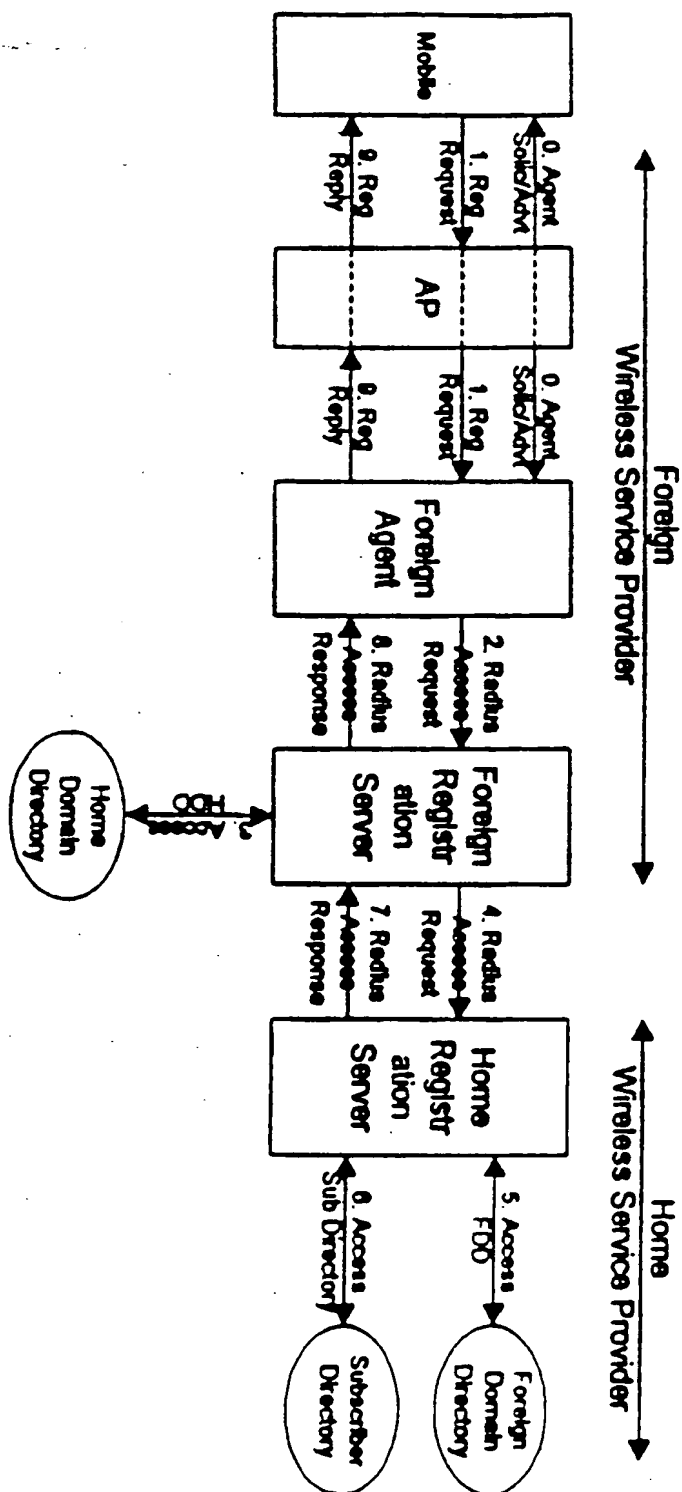 Foreign
Wireless Service Provider
Home
Wireless Service Provider
Mobile
0. Agent
Solic/Advt
1. Reg
Request
9. Reg
Reply
AP
0. Agent
Solic/Advt
1. Reg
Request
9. Reg
Reply
Foreign
Agent
2. Radius
Access
Request
8. Radius
Access
Response
Foreign
Registr
ation
Server
Access
HDD
Home
Domain
Directory
4. Radius
Access
Request
7. Radius
Access
Response
Home
Registr
ation
Server
5. Access
FDD
6. Access
Sub Directory
Foreign
Domain
Directory
Subscriber
Directory